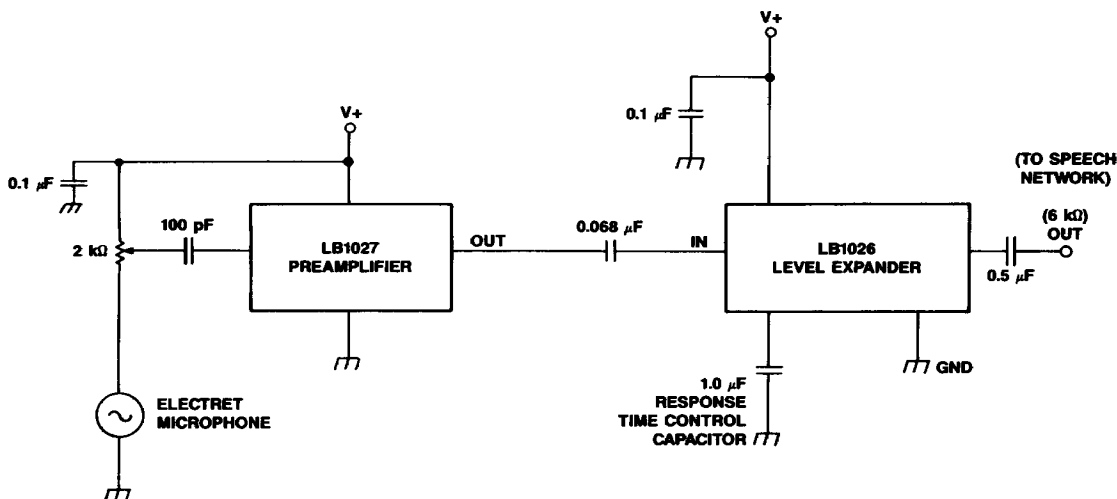 V+
0.1 μF
V+
0.1 μF
(TO SPEECH
NETWORK)
(6 kΩ)
OUT
100 pF
2 kΩ
LB1027
PREAMPLIFIER
OUT
0.068 μF
IN
LB1026
LEVEL EXPANDER
0.5 μF
GND
1.0 μF
RESPONSE
TIME CONTROL
CAPACITOR
ELECTRET
MICROPHONE